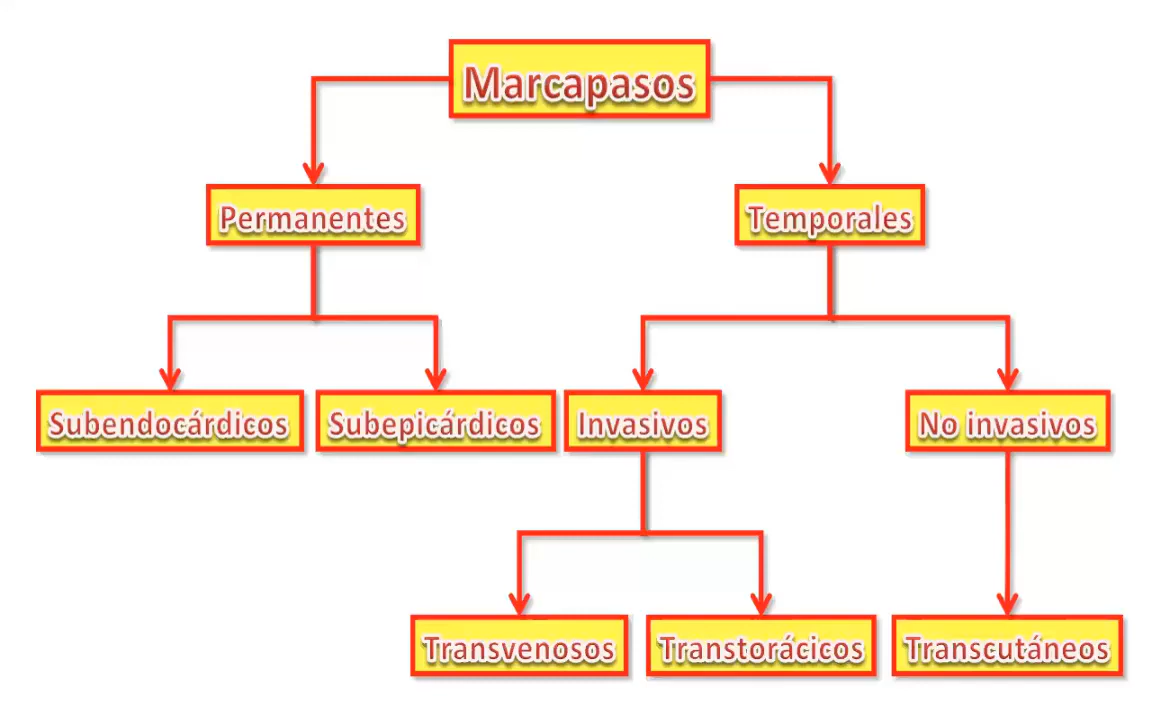 Marcapasos
Permanentes
Temporales
Subendocárdicos
Subepicárdicos
Invasivos
No invasivos
Transvenosos
Transtorácicos
Transcutáneos